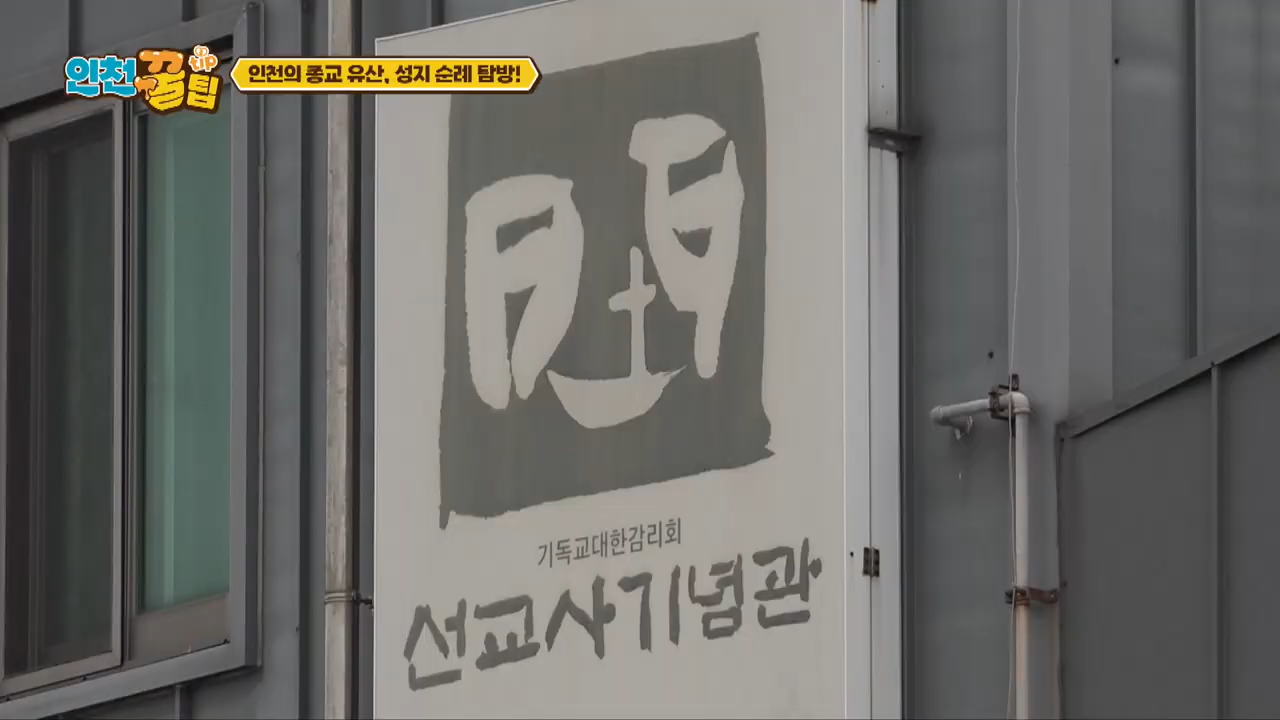 인천 꿀팁 tip
인천의 종교 유산, 성지 순례 탐방!
기독교대한감리회
선교사기념관